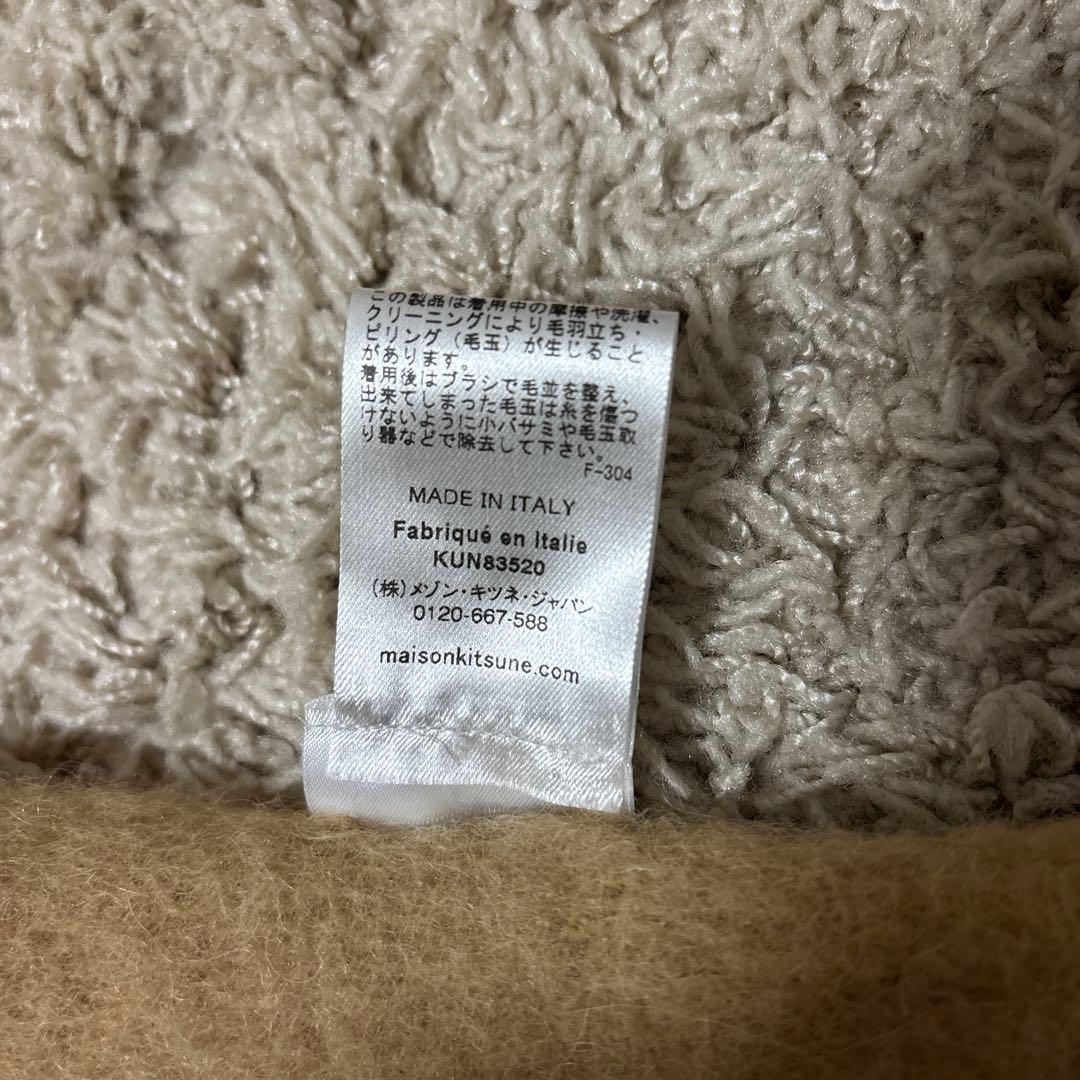 この製品は着用中の摩擦や洗濯、
クリーニングにより毛羽立ち・
ピリング（毛玉）が生じること
があります。
着用後はブラシで毛並を整え、
出来てしまった毛玉は糸を傷つ
けないように小バサミや毛玉取
り器などで除去して下さい。
F-304
MADE IN ITALY
Fabriqué en Italie
KUN83520
（株）メゾン・キツネ・ジャパン
0120-667-588
maisonkitsune.com